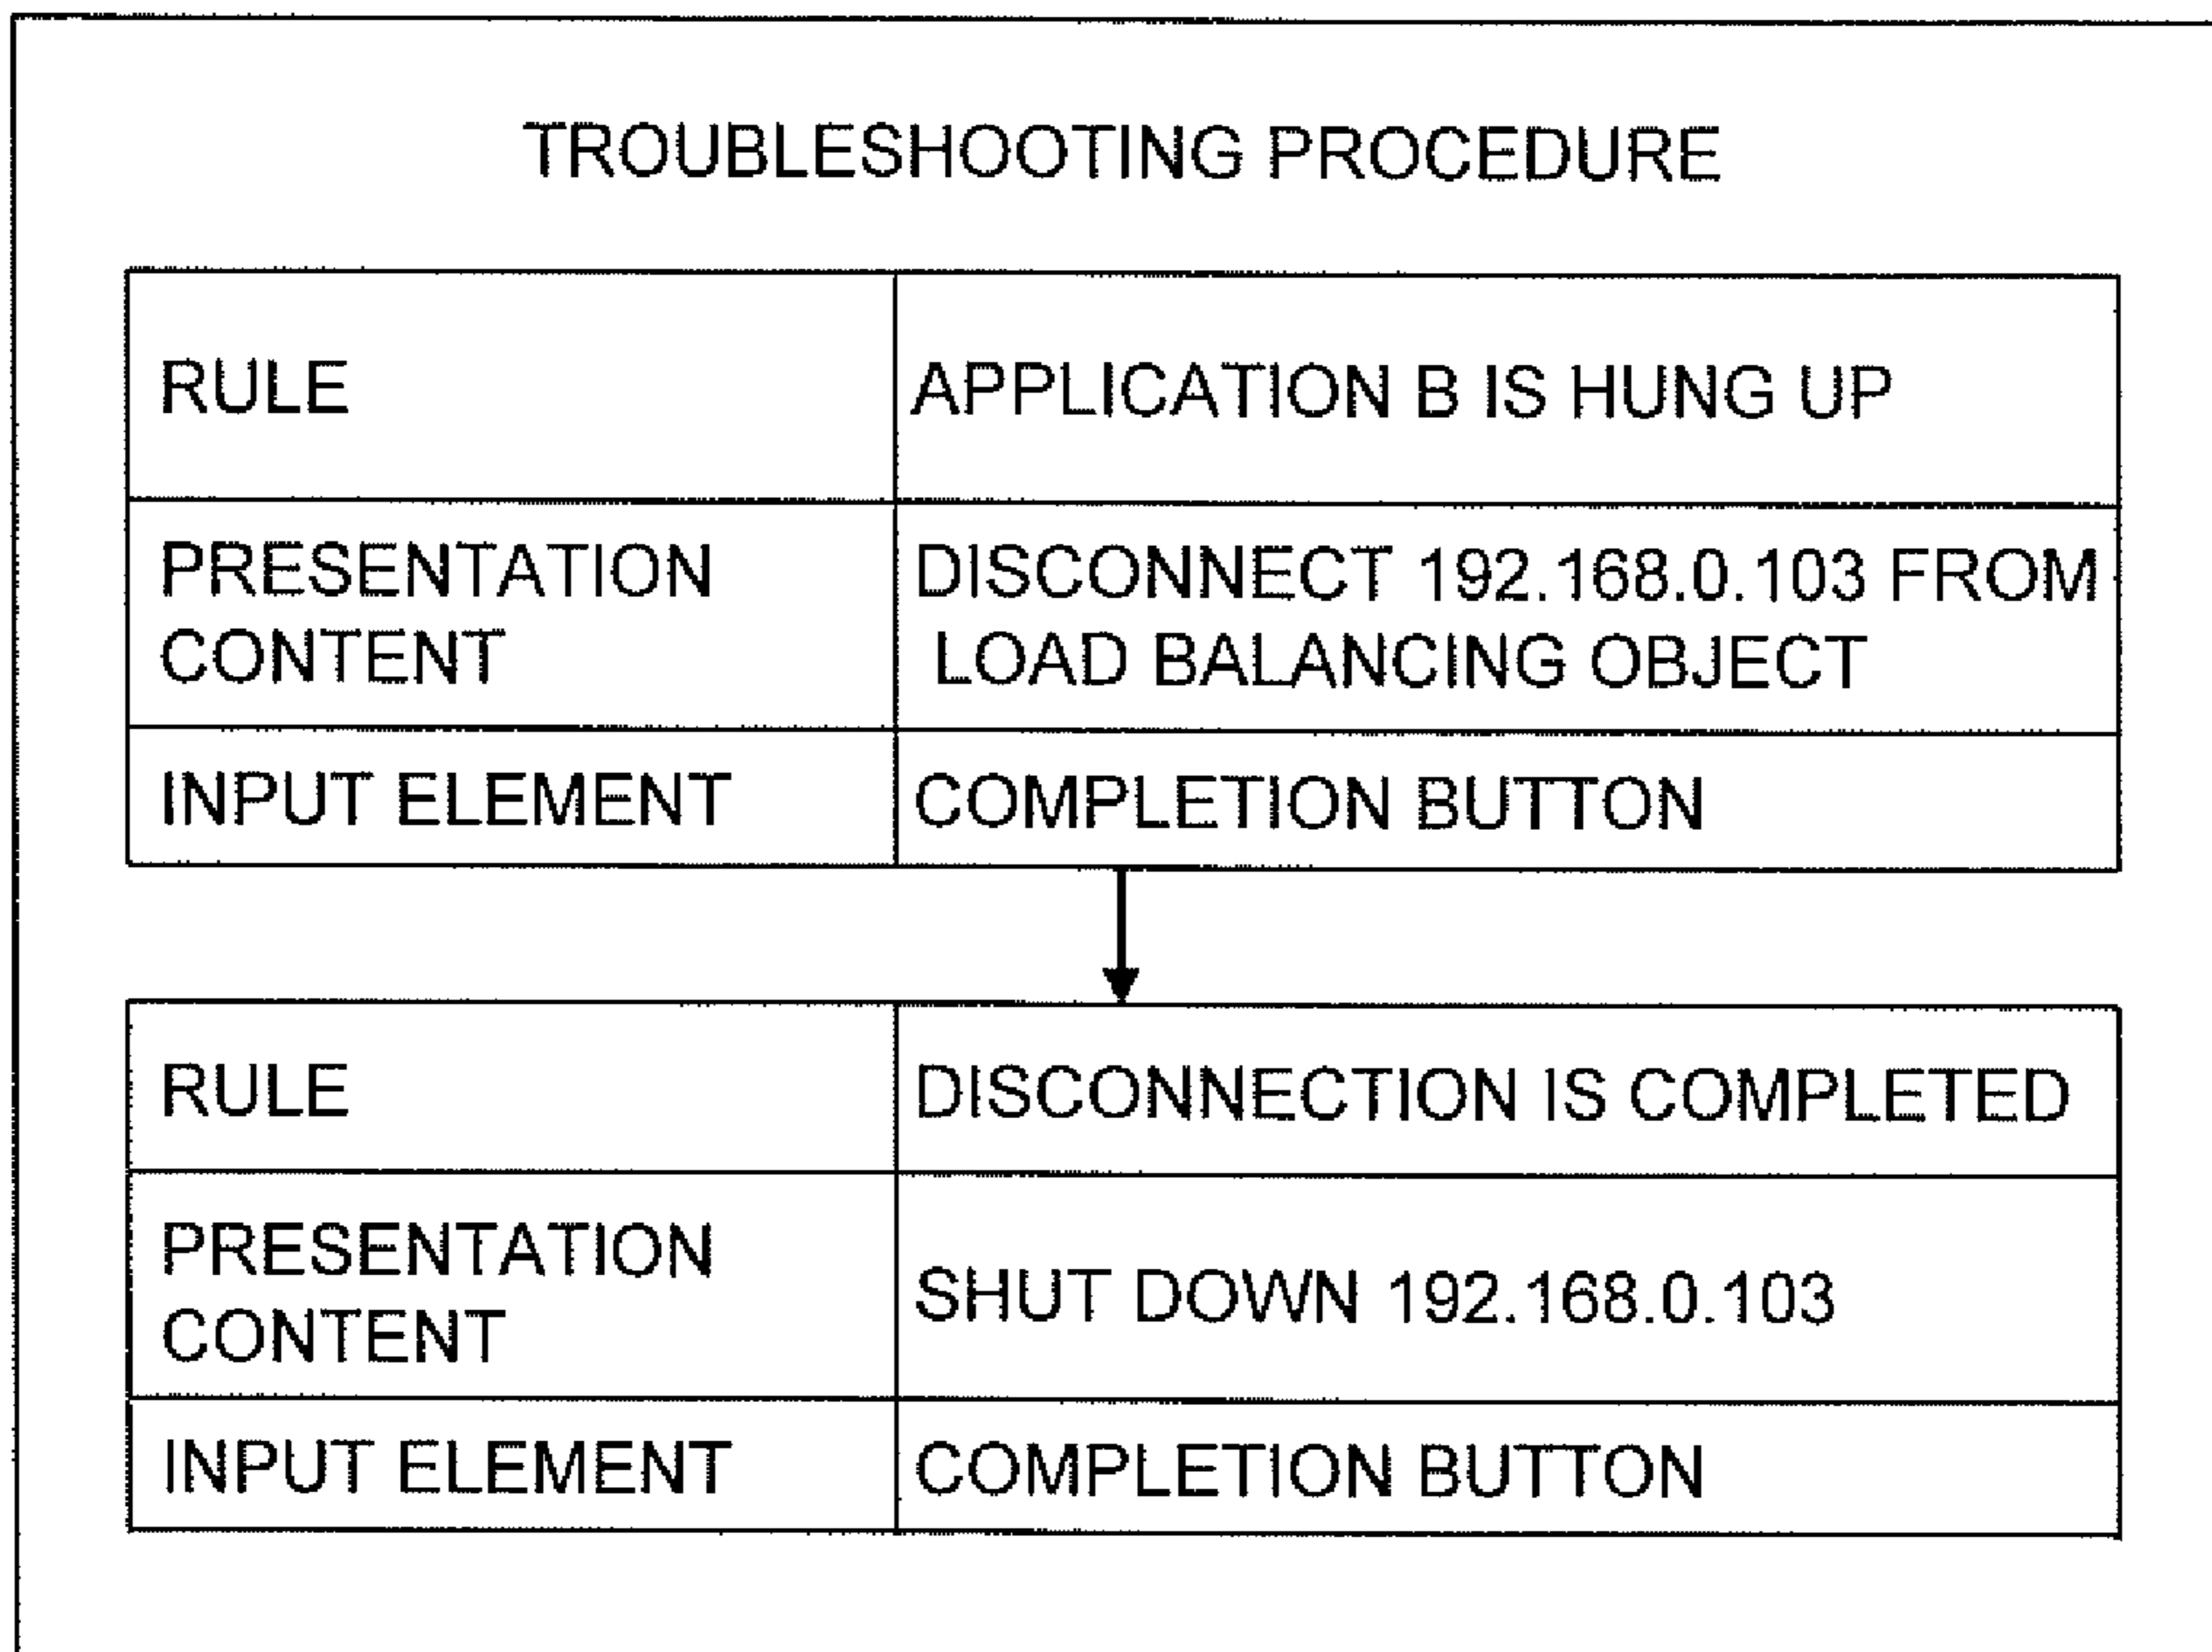 TROUBLESHOOTING PROCEDURE
RULE
APPLICATION B IS HUNG UP
PRESENTATION
CONTENT
DISCONNECT 192.168.0.103 FROM
LOAD BALANCING OBJECT
INPUT ELEMENT
COMPLETION BUTTON
RULE
DISCONNECTION IS COMPLETED
PRESENTATION
CONTENT
SHUT DOWN 192.168.0.103
INPUT ELEMENT
COMPLETION BUTTON